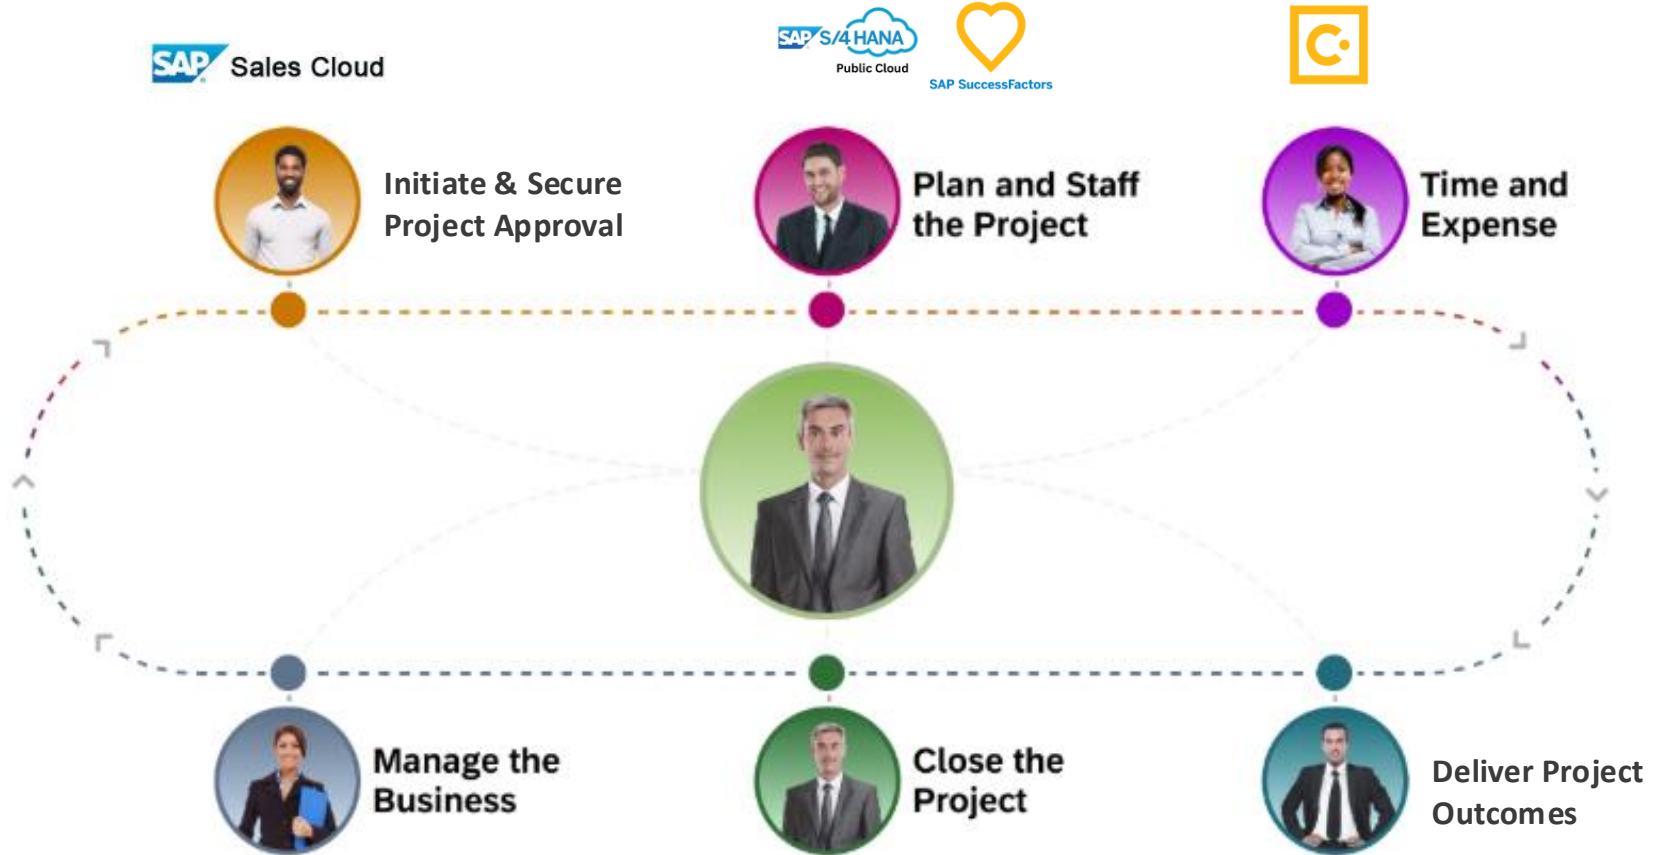 SAP Sales Cloud
SAP S/4HANA
Public Cloud
SAP SuccessFactors
C
Initiate & Secure
Project Approval
Plan and Staff
the Project
Time and
Expense
Manage the
Business
Close the
Project
Deliver Project
Outcomes